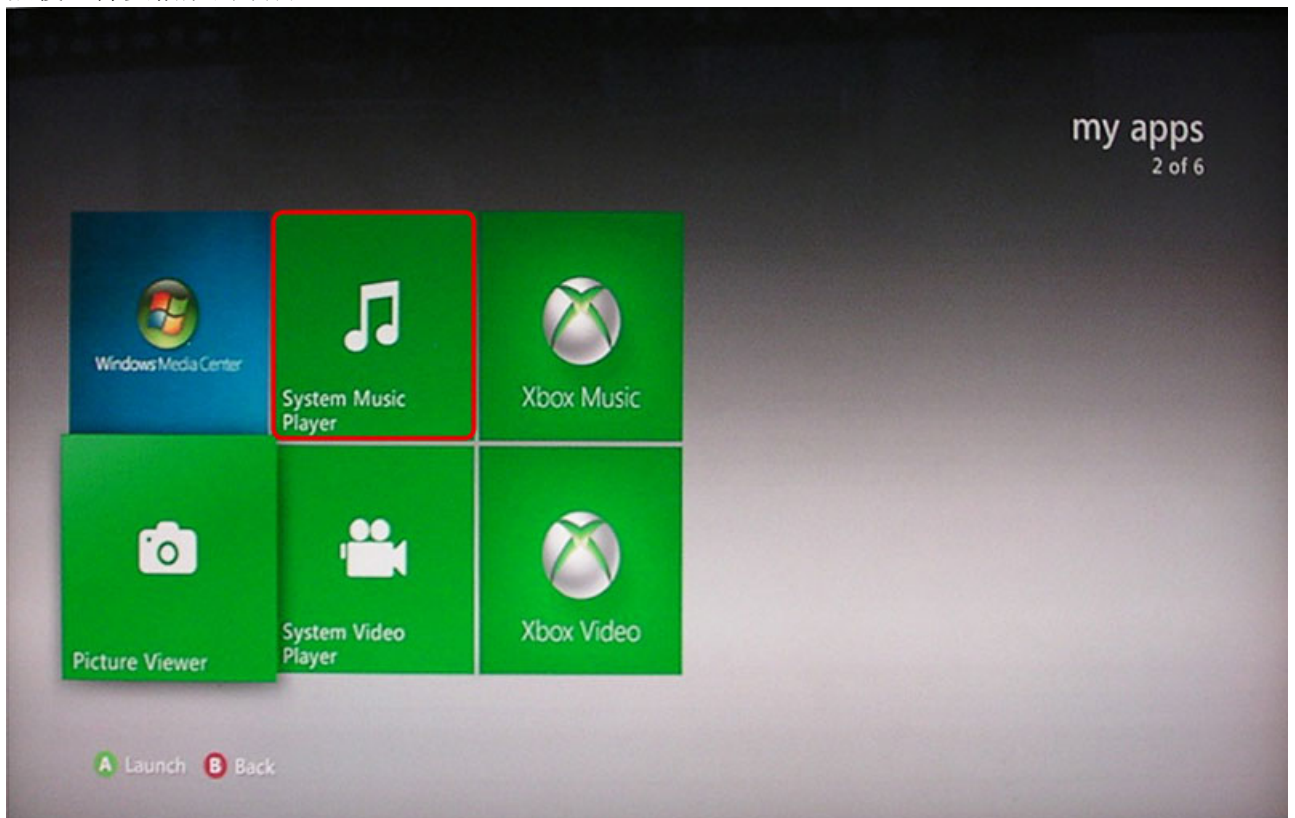 my apps
2 of 6
Windows Media Center
System Music
Player
Xbox Music
Picture Viewer
System Video
Player
Xbox Video
A Launch B Back